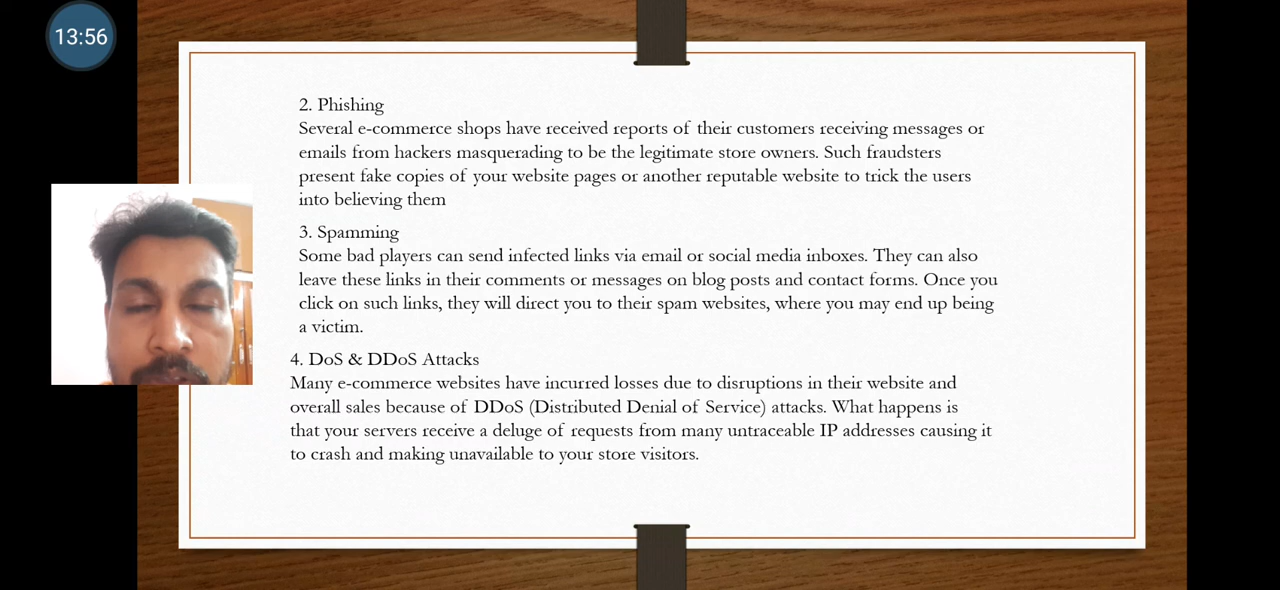 13:56
2. Phishing
Several e-commerce shops have received reports of their customers receiving messages or
emails from hackers masquerading to be the legitimate store owners. Such fraudsters
present fake copies of your website pages or another reputable website to trick the users
into believing them
3. Spamming
Some bad players can send infected links via email or social media inboxes. They can also
leave these links in their comments or messages on blog posts and contact forms. Once you
click on such links, they will direct you to their spam websites, where you may end up being
a victim.
4. DoS & DDoS Attacks
Many e-commerce websites have incurred losses due to disruptions in their website and
overall sales because of DDoS (Distributed Denial of Service) attacks. What happens is
that your servers receive a deluge of requests from many untraceable IP addresses causing it
to crash and making unavailable to your store visitors.